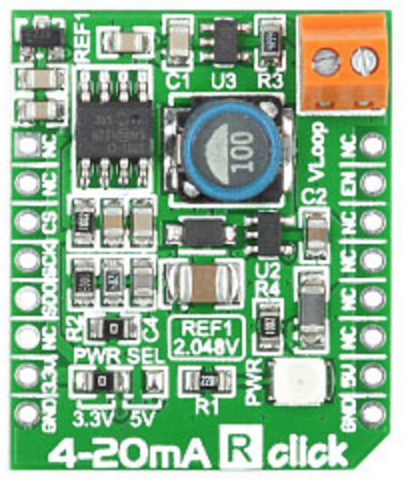 REF1
C1
U3
R3
100
VLoop
NC
NC
NC
EN
CS
NC
C2
SCK
NC
U2
SDO
NC
R4
R2
0
C4
REF1
2.048V
NC
NC
PWR SEL
PWR
3.3V
5V
3.3V
5V
R1
GND
GND
4-20mA R click